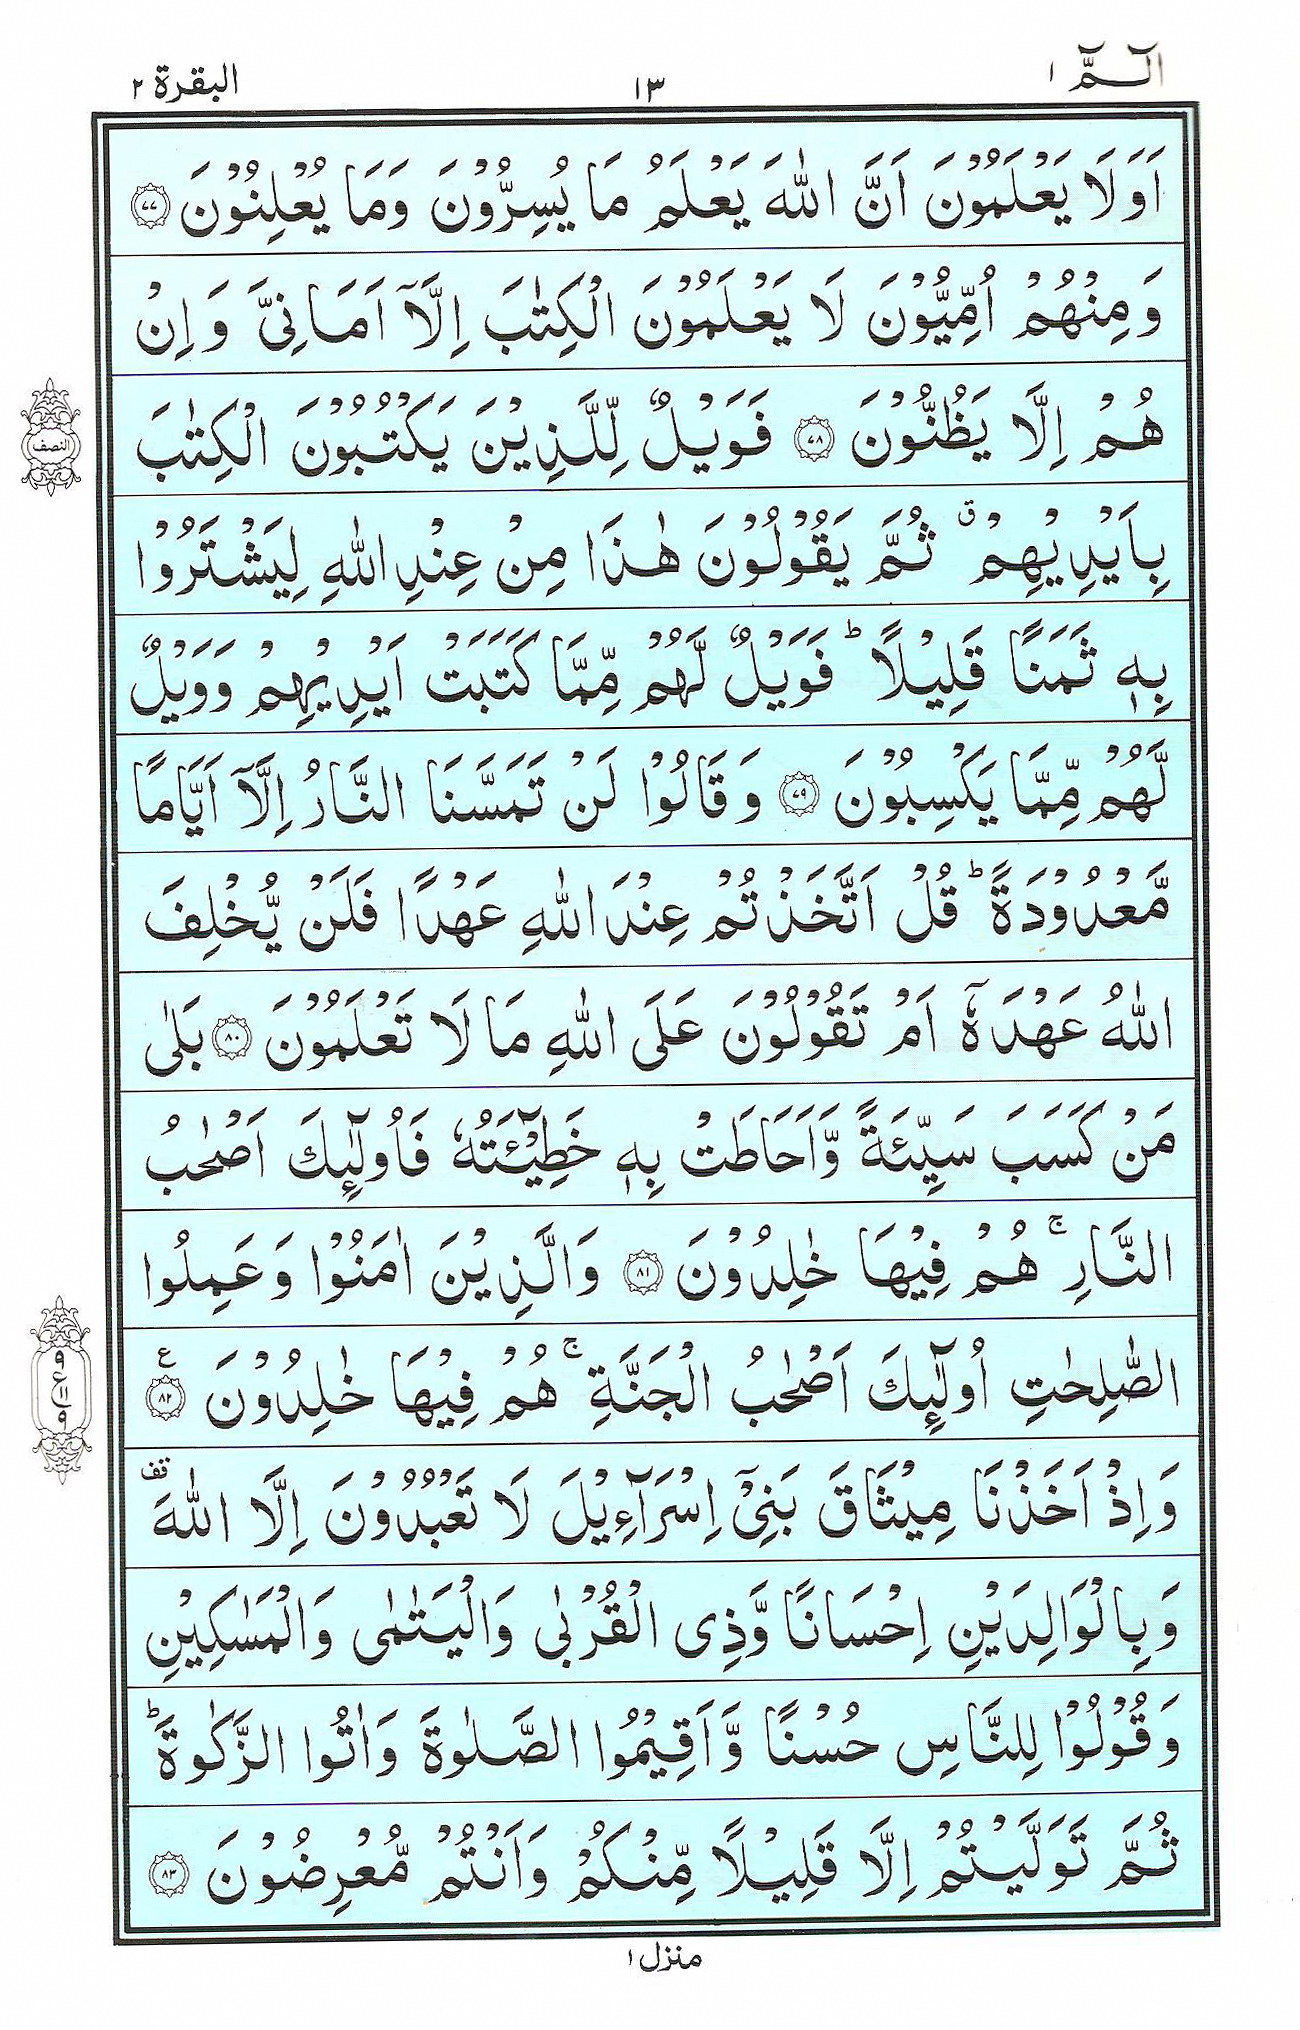 الٓـمّٓ ١
١٣
البقرة ٢
اَوَلَا يَعْلَمُوْنَ اَنَّ اللّٰهَ يَعْلَمُ مَا يُسِرُّوْنَ وَمَا يُعْلِنُوْنَ ۝٧٧
وَمِنْهُمْ اُمِّيُّوْنَ لَا يَعْلَمُوْنَ الْكِتٰبَ اِلَّاۤ اَمَانِىَّ وَاِنْ
هُمْ اِلَّا يَظُنُّوْنَ ۝٧٨ فَوَيْلٌ لِّلَّذِيْنَ يَكْتُبُوْنَ الْكِتٰبَ
النصف
بِاَيْدِيْهِمْ ۗ ثُمَّ يَقُوْلُوْنَ هٰذَا مِنْ عِنْدِ اللّٰهِ لِيَشْتَرُوْا
بِهٖ ثَمَنًا قَلِيْلًا ؕ فَوَيْلٌ لَّهُمْ مِّمَّا كَتَبَتْ اَيْدِيْهِمْ وَوَيْلٌ
لَّهُمْ مِّمَّا يَكْسِبُوْنَ ۝٧٩ وَقَالُوْا لَنْ تَمَسَّنَا النَّارُ اِلَّاۤ اَيَّامًا
مَّعْدُوْدَةً ؕ قُلْ اَتَّخَذْتُمْ عِنْدَ اللّٰهِ عَهْدًا فَلَنْ يُّخْلِفَ
اللّٰهُ عَهْدَهٗۤ اَمْ تَقُوْلُوْنَ عَلَى اللّٰهِ مَا لَا تَعْلَمُوْنَ ۝٨٠ بَلٰى
مَنْ كَسَبَ سَيِّئَةً وَّاَحَاطَتْ بِهٖ خَطِيْٓئَتُهٗ فَاُولٰٓئِكَ اَصْحٰبُ
النَّارِ ۚ هُمْ فِيْهَا خٰلِدُوْنَ ۝٨١ وَالَّذِيْنَ اٰمَنُوْا وَعَمِلُوا
الصّٰلِحٰتِ اُولٰٓئِكَ اَصْحٰبُ الْجَنَّةِ ۚ هُمْ فِيْهَا خٰلِدُوْنَ ۝٨٢ ع
٩
ع ١١
٩
وَاِذْ اَخَذْنَا مِيْثَاقَ بَنِىْۤ اِسْرَآءِيْلَ لَا تَعْبُدُوْنَ اِلَّا اللّٰهَ قف
وَبِالْوَالِدَيْنِ اِحْسَانًا وَّذِى الْقُرْبٰى وَالْيَتٰمٰى وَالْمَسٰكِيْنِ
وَقُوْلُوْا لِلنَّاسِ حُسْنًا وَّاَقِيْمُوا الصَّلٰوةَ وَاٰتُوا الزَّكٰوةَ ؕ
ثُمَّ تَوَلَّيْتُمْ اِلَّا قَلِيْلًا مِّنْكُمْ وَاَنْتُمْ مُّعْرِضُوْنَ ۝٨٣
منزل ١